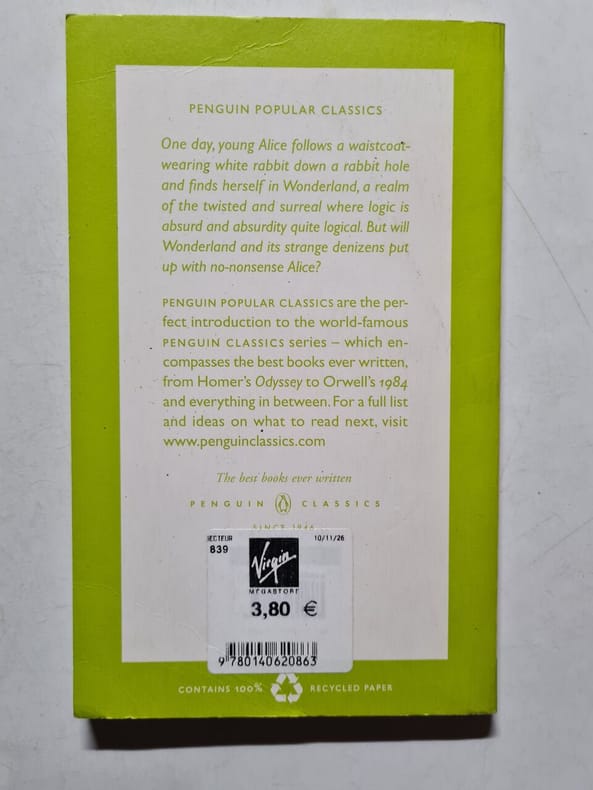 PENGUIN POPULAR CLASSICS
One day, young Alice follows a waistcoat-
wearing white rabbit down a rabbit hole
and finds herself in Wonderland, a realm
of the twisted and surreal where logic is
absurd and absurdity quite logical. But will
Wonderland and its strange denizens put
up with no-nonsense Alice?
PENGUIN POPULAR CLASSICS are the per-
fect introduction to the world-famous
PENGUIN CLASSICS series – which en-
compasses the best books ever written,
from Homer's Odyssey to Orwell's 1984
and everything in between. For a full list
and ideas on what to read next, visit
www.penguinclassics.com
The best books ever written
PENGUIN CLASSICS
SINCE 1946
SECTEUR 10/11/26
839
Virgin
MEGASTORE
3,80 €
9 780140 620863
CONTAINS 100% RECYCLED PAPER